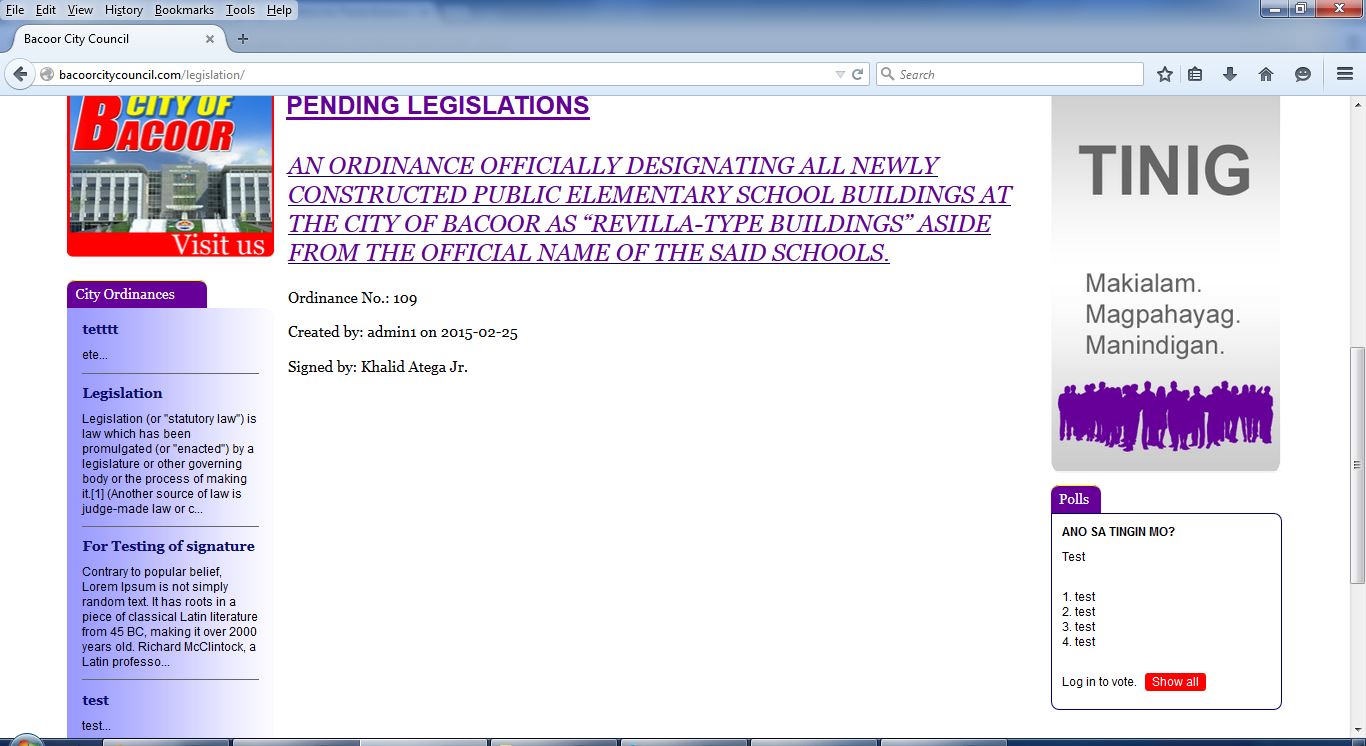 File Edit View History Bookmarks Tools Help
Bacoor City Council
bacoorcitycouncil.com/legislation/
Search
CITY OF
BACOOR
Visit us
City Ordinances
tetttt
ete...
Legislation
Legislation (or "statutory law") is
law which has been
promulgated (or "enacted") by a
legislature or other governing
body or the process of making
it.[1] (Another source of law is
judge-made law or c...
For Testing of signature
Contrary to popular belief,
Lorem Ipsum is not simply
random text. It has roots in a
piece of classical Latin literature
from 45 BC, making it over 2000
years old. Richard McClintock, a
Latin professo...
test
test...
PENDING LEGISLATIONS
AN ORDINANCE OFFICIALLY DESIGNATING ALL NEWLY
CONSTRUCTED PUBLIC ELEMENTARY SCHOOL BUILDINGS AT
THE CITY OF BACOOR AS “REVILLA-TYPE BUILDINGS” ASIDE
FROM THE OFFICIAL NAME OF THE SAID SCHOOLS.
Ordinance No.: 109
Created by: admin1 on 2015-02-25
Signed by: Khalid Atega Jr.
TINIG
Makialam.
Magpahayag.
Manindigan.
Polls
ANO SA TINGIN MO?
Test
1. test
2. test
3. test
4. test
Log in to vote. Show all